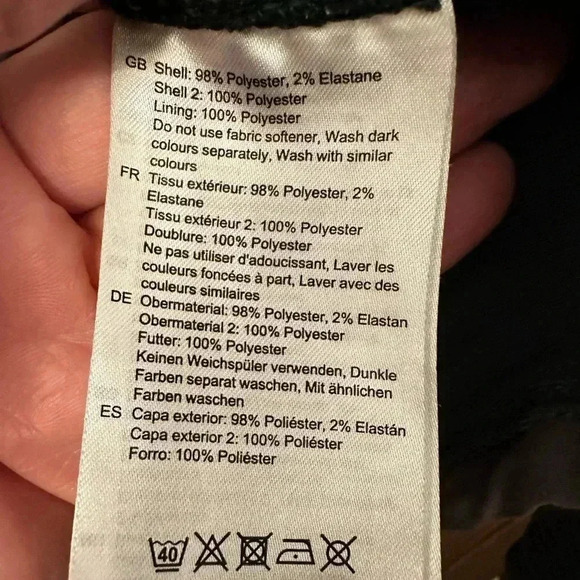 GB Shell: 98% Polyester, 2% Elastane
Shell 2: 100% Polyester
Lining: 100% Polyester
Do not use fabric softener, Wash dark
colours separately, Wash with similar
colours
FR Tissu extérieur: 98% Polyester, 2%
Elastane
Tissu extérieur 2: 100% Polyester
Doublure: 100% Polyester
Ne pas utiliser d'adoucissant, Laver les
couleurs foncées à part, Laver avec des
couleurs similaires
DE Obermaterial: 98% Polyester, 2% Elastan
Obermaterial 2: 100% Polyester
Futter: 100% Polyester
Keinen Weichspüler verwenden, Dunkle
Farben separat waschen, Mit ähnlichen
Farben waschen
ES Capa exterior: 98% Poliéster, 2% Elastán
Capa exterior 2: 100% Poliéster
Forro: 100% Poliéster
40